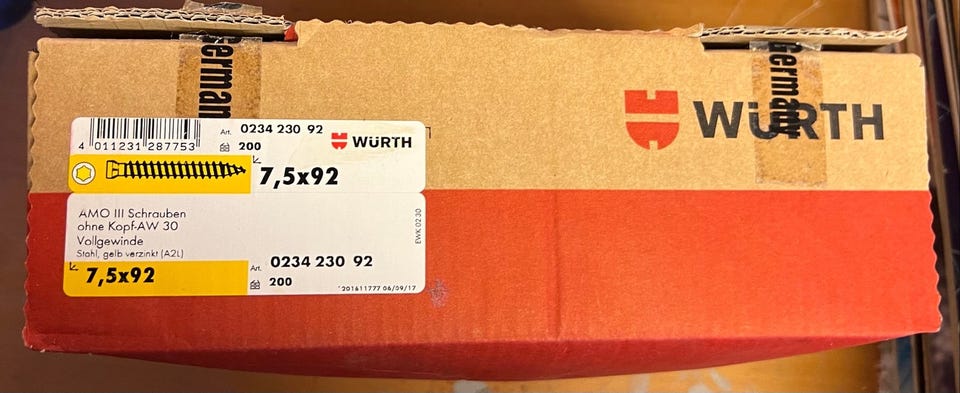 Germany
Germany
WÜRTH
4 011231 287753
Art. 0234 230 92
200
WÜRTH
7,5x92
AMO III Schrauben
ohne Kopf-AW 30
Vollgewinde
Stahl, gelb verzinkt (A2L)
7,5x92
Art. 0234 230 92
200
EWK 02.30
*201611777 06/09/17